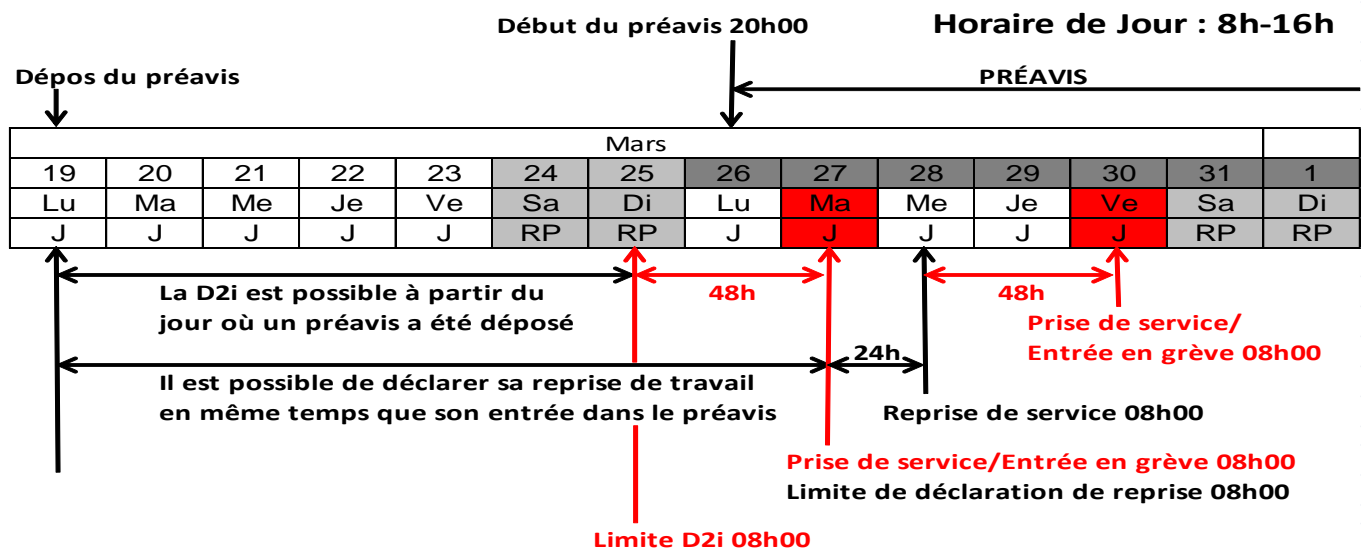 Début du préavis 20h00
Horaire de Jour : 8h-16h
Dépos du préavis
PRÉAVIS
Mars
19 20 21 22 23 24 25 26 27 28 29 30 31 1
Lu Ma Me Je Ve Sa Di Lu Ma Me Je Ve Sa Di
J J J J J RP RP J J J J J RP RP
La D2i est possible à partir du
jour où un préavis a été déposé
48h
48h
Prise de service/
Entrée en grève 08h00
24h
Il est possible de déclarer sa reprise de travail
en même temps que son entrée dans le préavis
Reprise de service 08h00
Prise de service/Entrée en grève 08h00
Limite de déclaration de reprise 08h00
Limite D2i 08h00